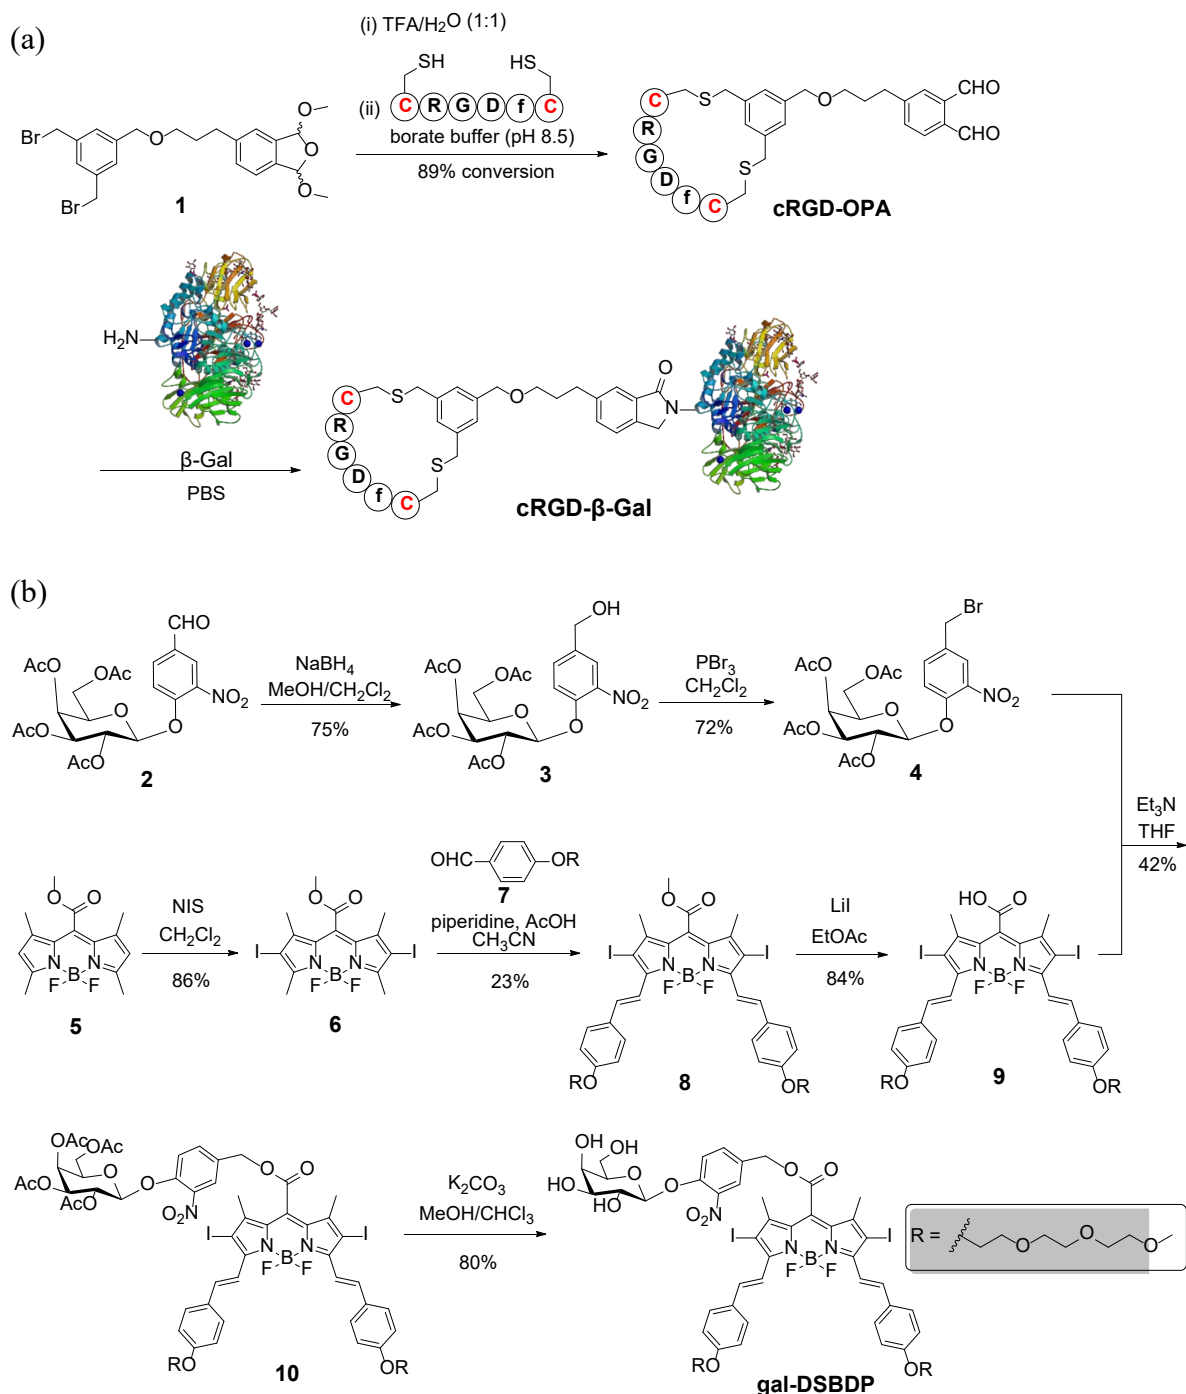 (a)
(i) TFA/H2O (1:1)
SH HS
(ii) C R G D f C
borate buffer (pH 8.5)
89% conversion
Br
Br
O
O
O
O
1
C
R
G
D
f
C
S
S
O
CHO
CHO
cRGD-OPA
H2N
β-Gal
PBS
C
R
G
D
f
C
S
S
O
O
N
cRGD-β-Gal
(b)
CHO
NO2
AcO OAc
O
O
AcO
AcO
2
NaBH4
MeOH/CH2Cl2
75%
OH
NO2
AcO OAc
O
O
AcO
AcO
3
PBr3
CH2Cl2
72%
Br
NO2
AcO
OAc
O
O
AcO
AcO
4
Et3N
THF
42%
O O
N N
B
F F
5
NIS
CH2Cl2
86%
O O
I I
N N
B
F F
6
OHC OR
7
piperidine, AcOH
CH3CN
23%
O O
I I
N N
B
F F
RO OR
8
LiI
EtOAc
84%
HO O
I I
N N
B
F F
RO OR
9
OAc OAc
O
AcO
AcO
O
NO2
O O
I I
N N
B
F F
RO OR
10
K2CO3
MeOH/CHCl3
80%
OH OH
O
HO
HO
O
NO2
O O
I I
N N
B
F F
RO OR
gal-DSBDP
R = O O O